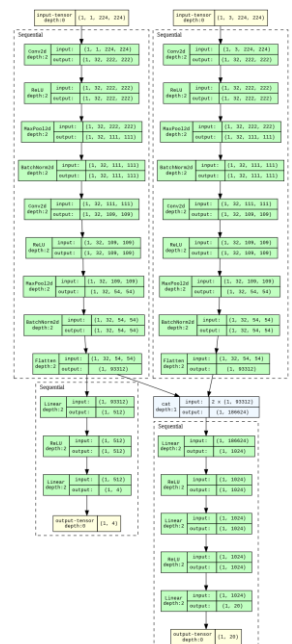 input-tensor
depth:0
(1, 1, 224, 224)
Sequential
Conv2d
depth:2
input: (1, 1, 224, 224)
output: (1, 32, 222, 222)
ReLU
depth:2
input: (1, 32, 222, 222)
output: (1, 32, 222, 222)
MaxPool2d
depth:2
input: (1, 32, 222, 222)
output: (1, 32, 111, 111)
BatchNorm2d
depth:2
input: (1, 32, 111, 111)
output: (1, 32, 111, 111)
Conv2d
depth:2
input: (1, 32, 111, 111)
output: (1, 32, 109, 109)
ReLU
depth:2
input: (1, 32, 109, 109)
output: (1, 32, 109, 109)
MaxPool2d
depth:2
input: (1, 32, 109, 109)
output: (1, 32, 54, 54)
BatchNorm2d
depth:2
input: (1, 32, 54, 54)
output: (1, 32, 54, 54)
Flatten
depth:2
input: (1, 32, 54, 54)
output: (1, 93312)
Sequential
Linear
depth:2
input: (1, 93312)
output: (1, 512)
ReLU
depth:2
input: (1, 512)
output: (1, 512)
Linear
depth:2
input: (1, 512)
output: (1, 4)
output-tensor
depth:0
(1, 4)
input-tensor
depth:0
(1, 3, 224, 224)
Sequential
Conv2d
depth:2
input: (1, 3, 224, 224)
output: (1, 32, 222, 222)
ReLU
depth:2
input: (1, 32, 222, 222)
output: (1, 32, 222, 222)
MaxPool2d
depth:2
input: (1, 32, 222, 222)
output: (1, 32, 111, 111)
BatchNorm2d
depth:2
input: (1, 32, 111, 111)
output: (1, 32, 111, 111)
Conv2d
depth:2
input: (1, 32, 111, 111)
output: (1, 32, 109, 109)
ReLU
depth:2
input: (1, 32, 109, 109)
output: (1, 32, 109, 109)
MaxPool2d
depth:2
input: (1, 32, 109, 109)
output: (1, 32, 54, 54)
BatchNorm2d
depth:2
input: (1, 32, 54, 54)
output: (1, 32, 54, 54)
Flatten
depth:2
input: (1, 32, 54, 54)
output: (1, 93312)
cat
depth:1
input: 2 x (1, 93312)
output: (1, 186624)
Sequential
Linear
depth:2
input: (1, 186624)
output: (1, 1024)
ReLU
depth:2
input: (1, 1024)
output: (1, 1024)
Linear
depth:2
input: (1, 1024)
output: (1, 1024)
ReLU
depth:2
input: (1, 1024)
output: (1, 1024)
Linear
depth:2
input: (1, 1024)
output: (1, 20)
output-tensor
depth:0
(1, 20)